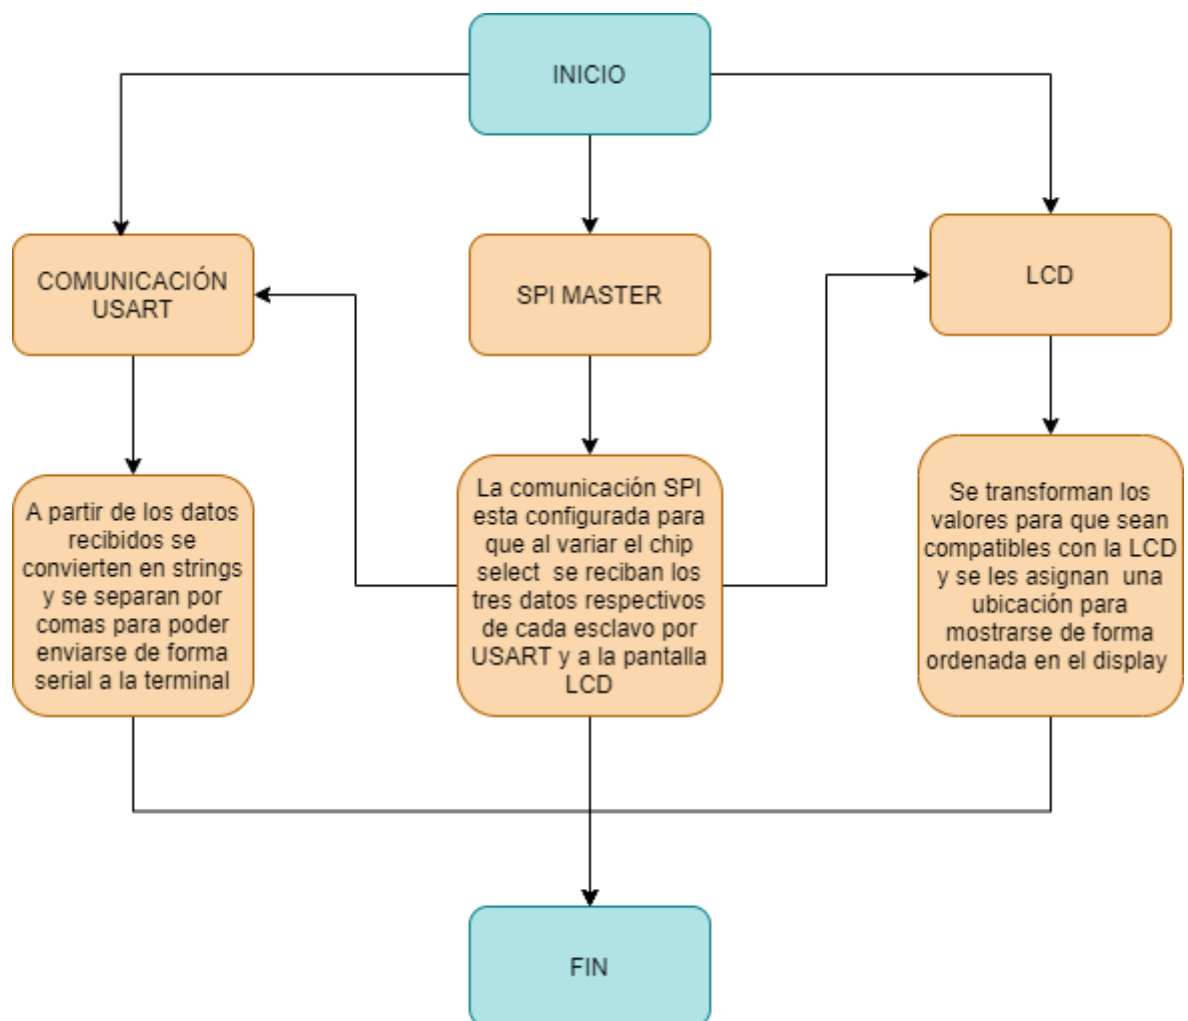 INICIO
COMUNICACIÓN
USART
SPI MASTER
LCD
A partir de los datos
recibidos se
convierten en strings
y se separan por
comas para poder
enviarse de forma
serial a la terminal
La comunicación SPI
esta configurada para
que al variar el chip
select se reciban los
tres datos respectivos
de cada esclavo por
USART y a la pantalla
LCD
Se transforman los
valores para que sean
compatibles con la LCD
y se les asignan una
ubicación para
mostrarse de forma
ordenada en el display
FIN